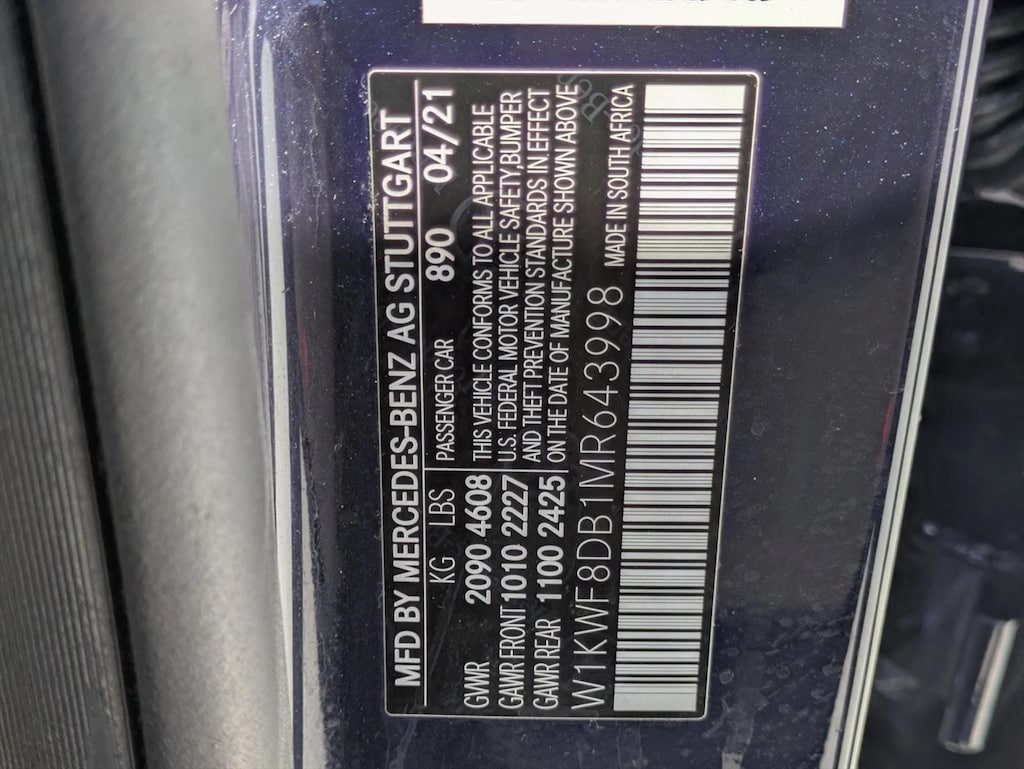 MFD BY MERCEDES-BENZ AG STUTTGART
KG LBS PASSENGER CAR 890 04/21
GVWR 2090 4608
GAWR FRONT 1010 2227
GAWR REAR 1100 2425
THIS VEHICLE CONFORMS TO ALL APPLICABLE
U.S. FEDERAL MOTOR VEHICLE SAFETY,BUMPER
AND THEFT PREVENTION STANDARDS IN EFFECT
ON THE DATE OF MANUFACTURE SHOWN ABOVE
W1KWF8DB1MR643998 MADE IN SOUTH AFRICA